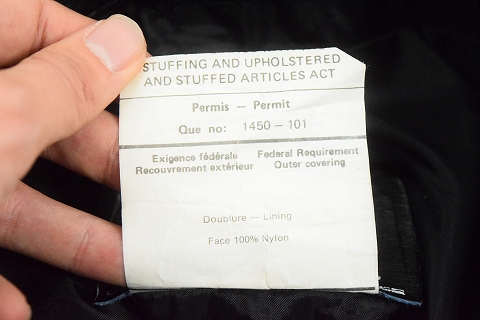 STUFFING AND UPHOLSTERED
AND STUFFED ARTICLES ACT
Permis — Permit
Que no: 1450 – 101
Exigence fédérale Federal Requirement
Recouvrement extérieur Outer covering
Doublure — Lining
Face 100% Nylon